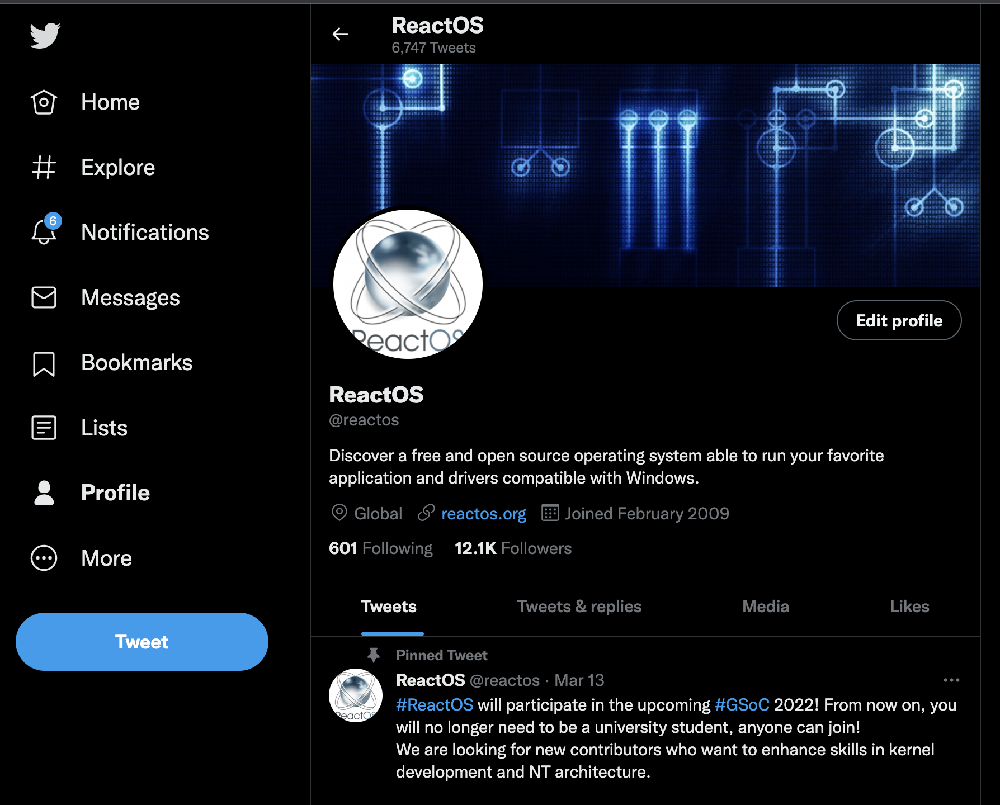 ReactOS
6,747 Tweets
Home
Explore
6
Notifications
Messages
Bookmarks
Lists
Profile
More
Tweet
ReactOS
Edit profile
ReactOS
@reactos
Discover a free and open source operating system able to run your favorite
application and drivers compatible with Windows.
Global reactos.org Joined February 2009
601 Following 12.1K Followers
Tweets Tweets & replies Media Likes
Pinned Tweet
ReactOS @reactos · Mar 13
ReactOS
#ReactOS will participate in the upcoming #GSoC 2022! From now on, you
will no longer need to be a university student, anyone can join!
We are looking for new contributors who want to enhance skills in kernel
development and NT architecture.